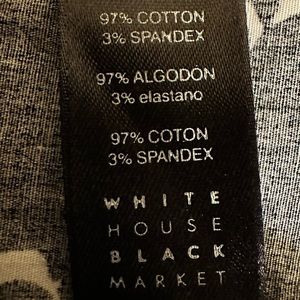 97% COTTON
3% SPANDEX
97% ALGODÓN
3% elastano
97% COTON
3% SPANDEX
WHITE
HOUSE
BLACK
MARKET